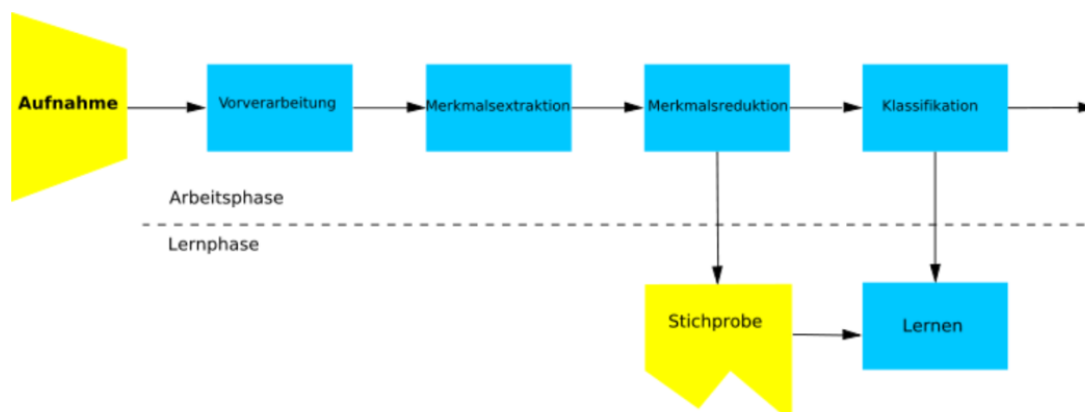 Aufnahme
Vorverarbeitung
Merkmalsextraktion
Merkmalsreduktion
Klassifikation
Arbeitsphase
Lernphase
Stichprobe
Lernen